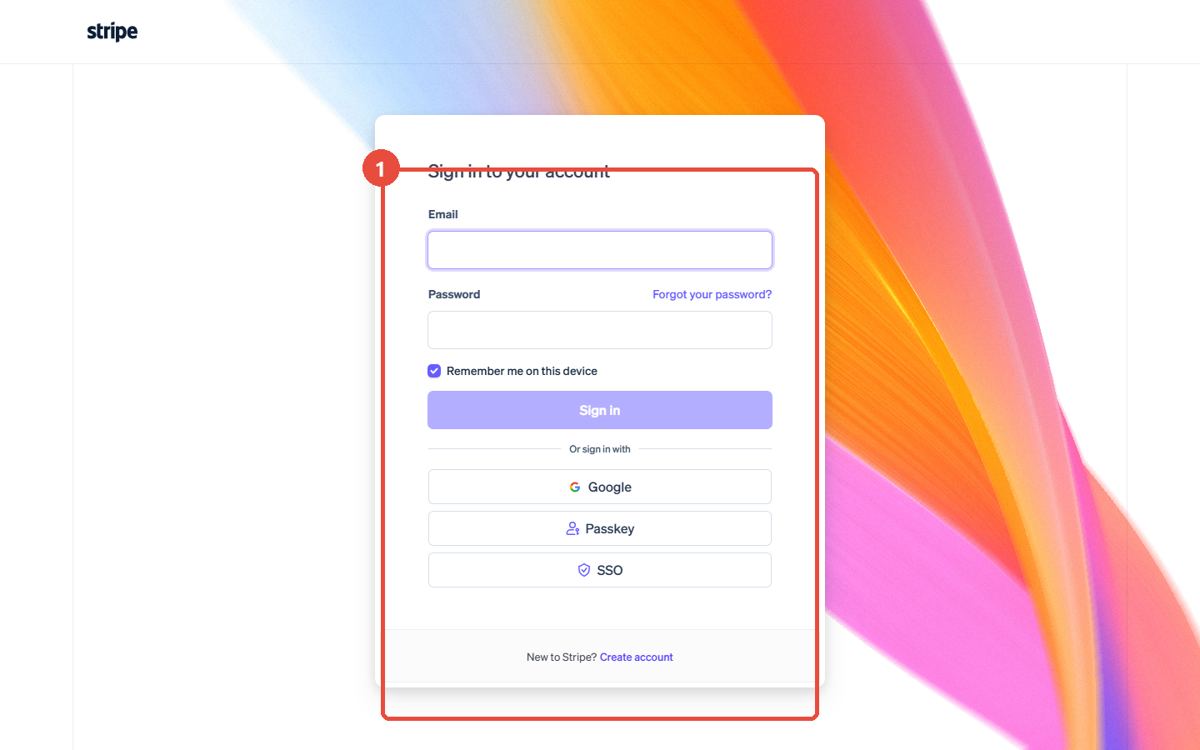 stripe
1
Sign in to your account
Email
Password
Forgot your password?
Remember me on this device
Sign in
Or sign in with
Google
Passkey
SSO
New to Stripe? Create account